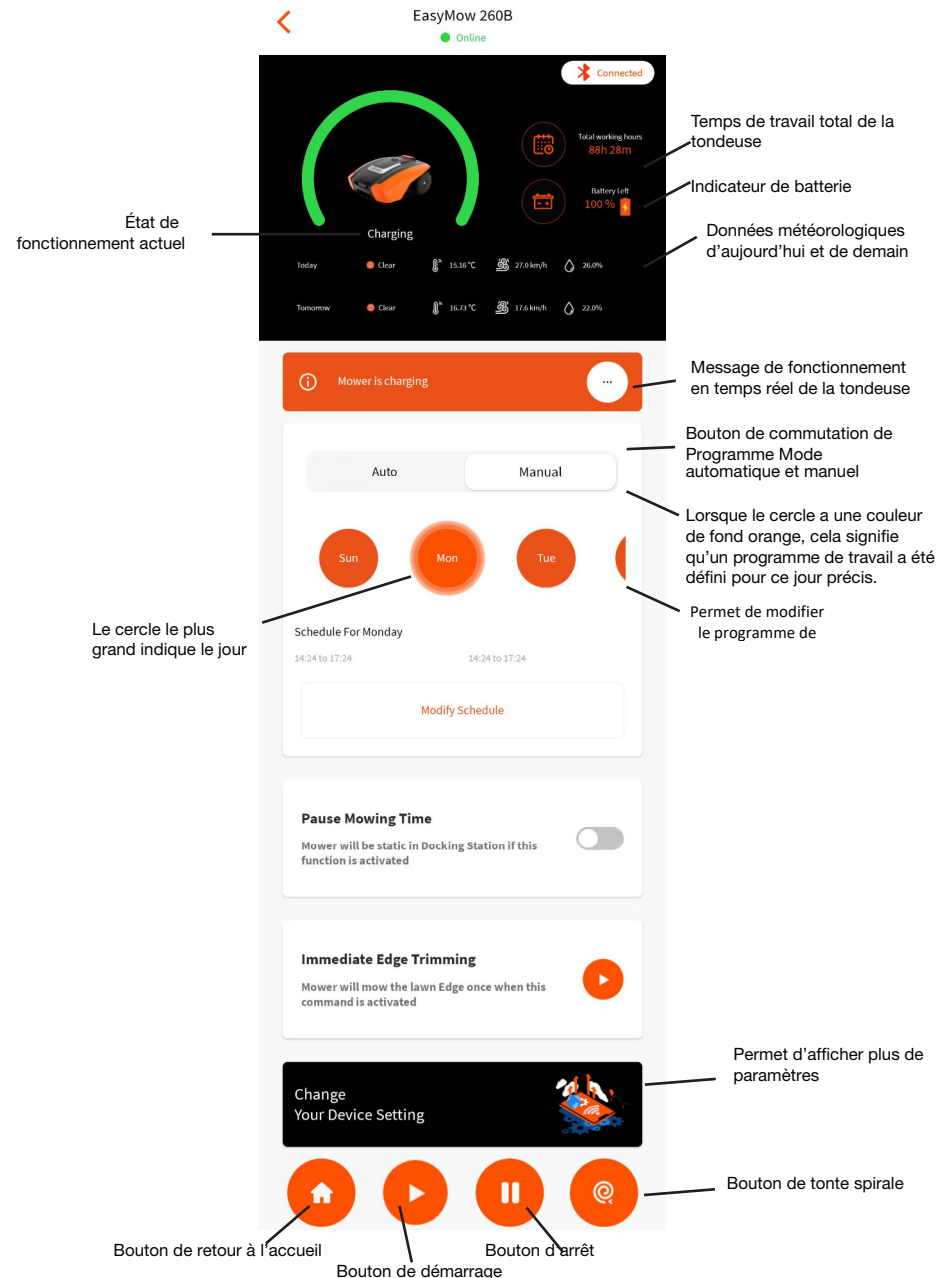 EasyMow 260B
Online
Connected
Total working hours
88h 28m
Battery Left
100 %
Charging
Today Clear 15.16 °C 27.0 km/h 26.0%
Tomorrow Clear 16.73 °C 17.6 km/h 22.0%
Temps de travail total de la
tondeuse
Indicateur de batterie
Données météorologiques
d’aujourd’hui et de demain
État de
fonctionnement actuel
Mower is charging
Message de fonctionnement
en temps réel de la tondeuse
Auto Manual
Bouton de commutation de
Programme Mode
automatique et manuel
Sun Mon Tue
Lorsque le cercle a une couleur
de fond orange, cela signifie
qu’un programme de travail a été
défini pour ce jour précis.
Permet de modifier
le programme de
Le cercle le plus
grand indique le jour
Schedule For Monday
14:24 to 17:24 14:24 to 17:24
Modify Schedule
Pause Mowing Time
Mower will be static in Docking Station if this
function is activated
Immediate Edge Trimming
Mower will mow the lawn Edge once when this
command is activated
Change
Your Device Setting
Permet d’afficher plus de
paramètres
Bouton de tonte spirale
Bouton de retour à l’accueil
Bouton d’arrêt
Bouton de démarrage